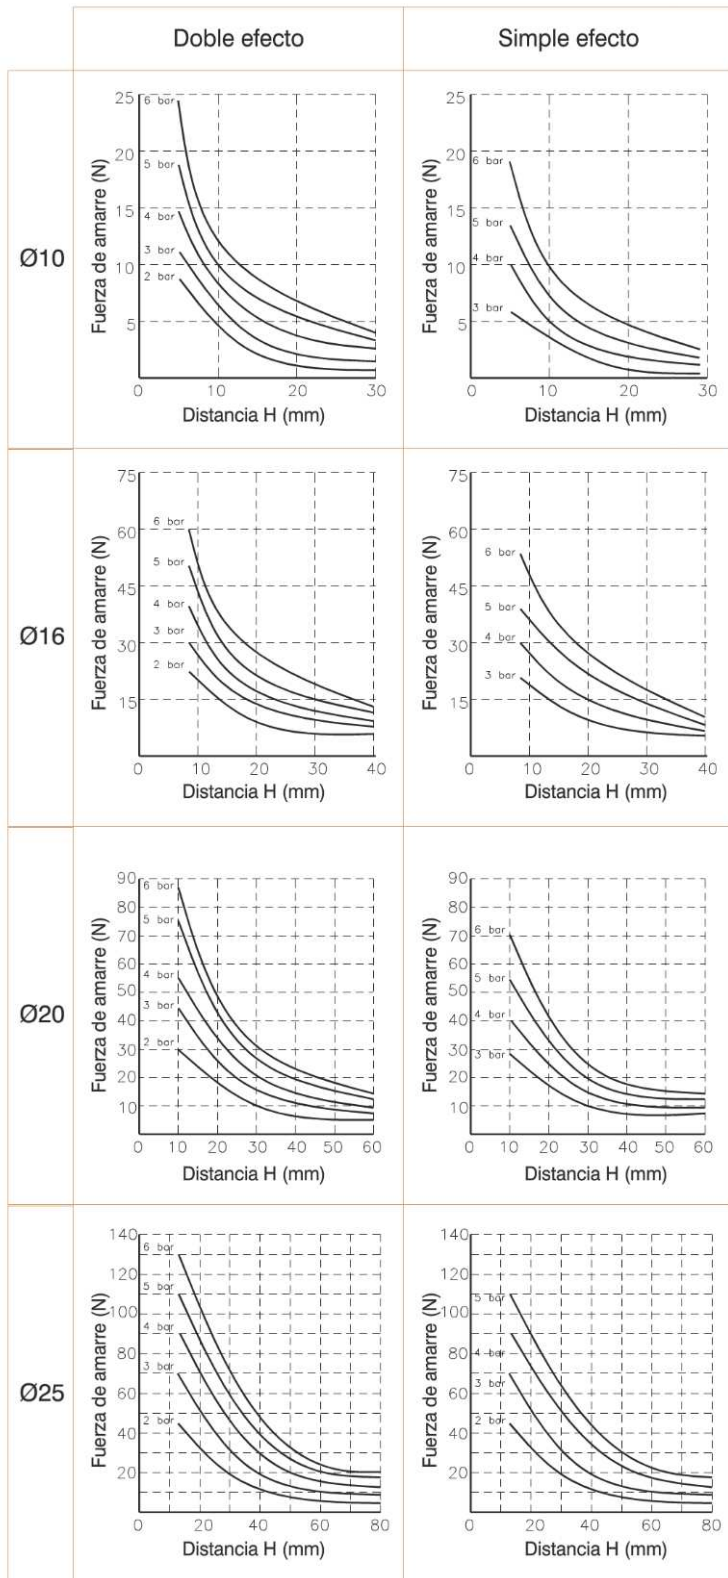 Doble efecto
Simple efecto
Ø10
Fuerza de amarre (N)
25
20
15
10
5
6 bar
5 bar
4 bar
3 bar
2 bar
0 10 20 30
Distancia H (mm)
Fuerza de amarre (N)
25
20
15
10
5
6 bar
5 bar
4 bar
3 bar
0 10 20 30
Distancia H (mm)
Ø16
Fuerza de amarre (N)
75
60
45
30
15
6 bar
5 bar
4 bar
3 bar
2 bar
0 10 20 30 40
Distancia H (mm)
Fuerza de amarre (N)
75
60
45
30
15
6 bar
5 bar
4 bar
3 bar
0 10 20 30 40
Distancia H (mm)
Ø20
Fuerza de amarre (N)
90
80
70
60
50
40
30
20
10
6 bar
5 bar
4 bar
3 bar
2 bar
0 10 20 30 40 50 60
Distancia H (mm)
Fuerza de amarre (N)
90
80
70
60
50
40
30
20
10
6 bar
5 bar
4 bar
3 bar
0 10 20 30 40 50 60
Distancia H (mm)
Ø25
Fuerza de amarre (N)
140
120
100
80
60
40
20
6 bar
5 bar
4 bar
3 bar
2 bar
0 20 40 60 80
Distancia H (mm)
Fuerza de amarre (N)
140
120
100
80
60
40
20
5 bar
4 bar
3 bar
2 bar
0 20 40 60 80
Distancia H (mm)